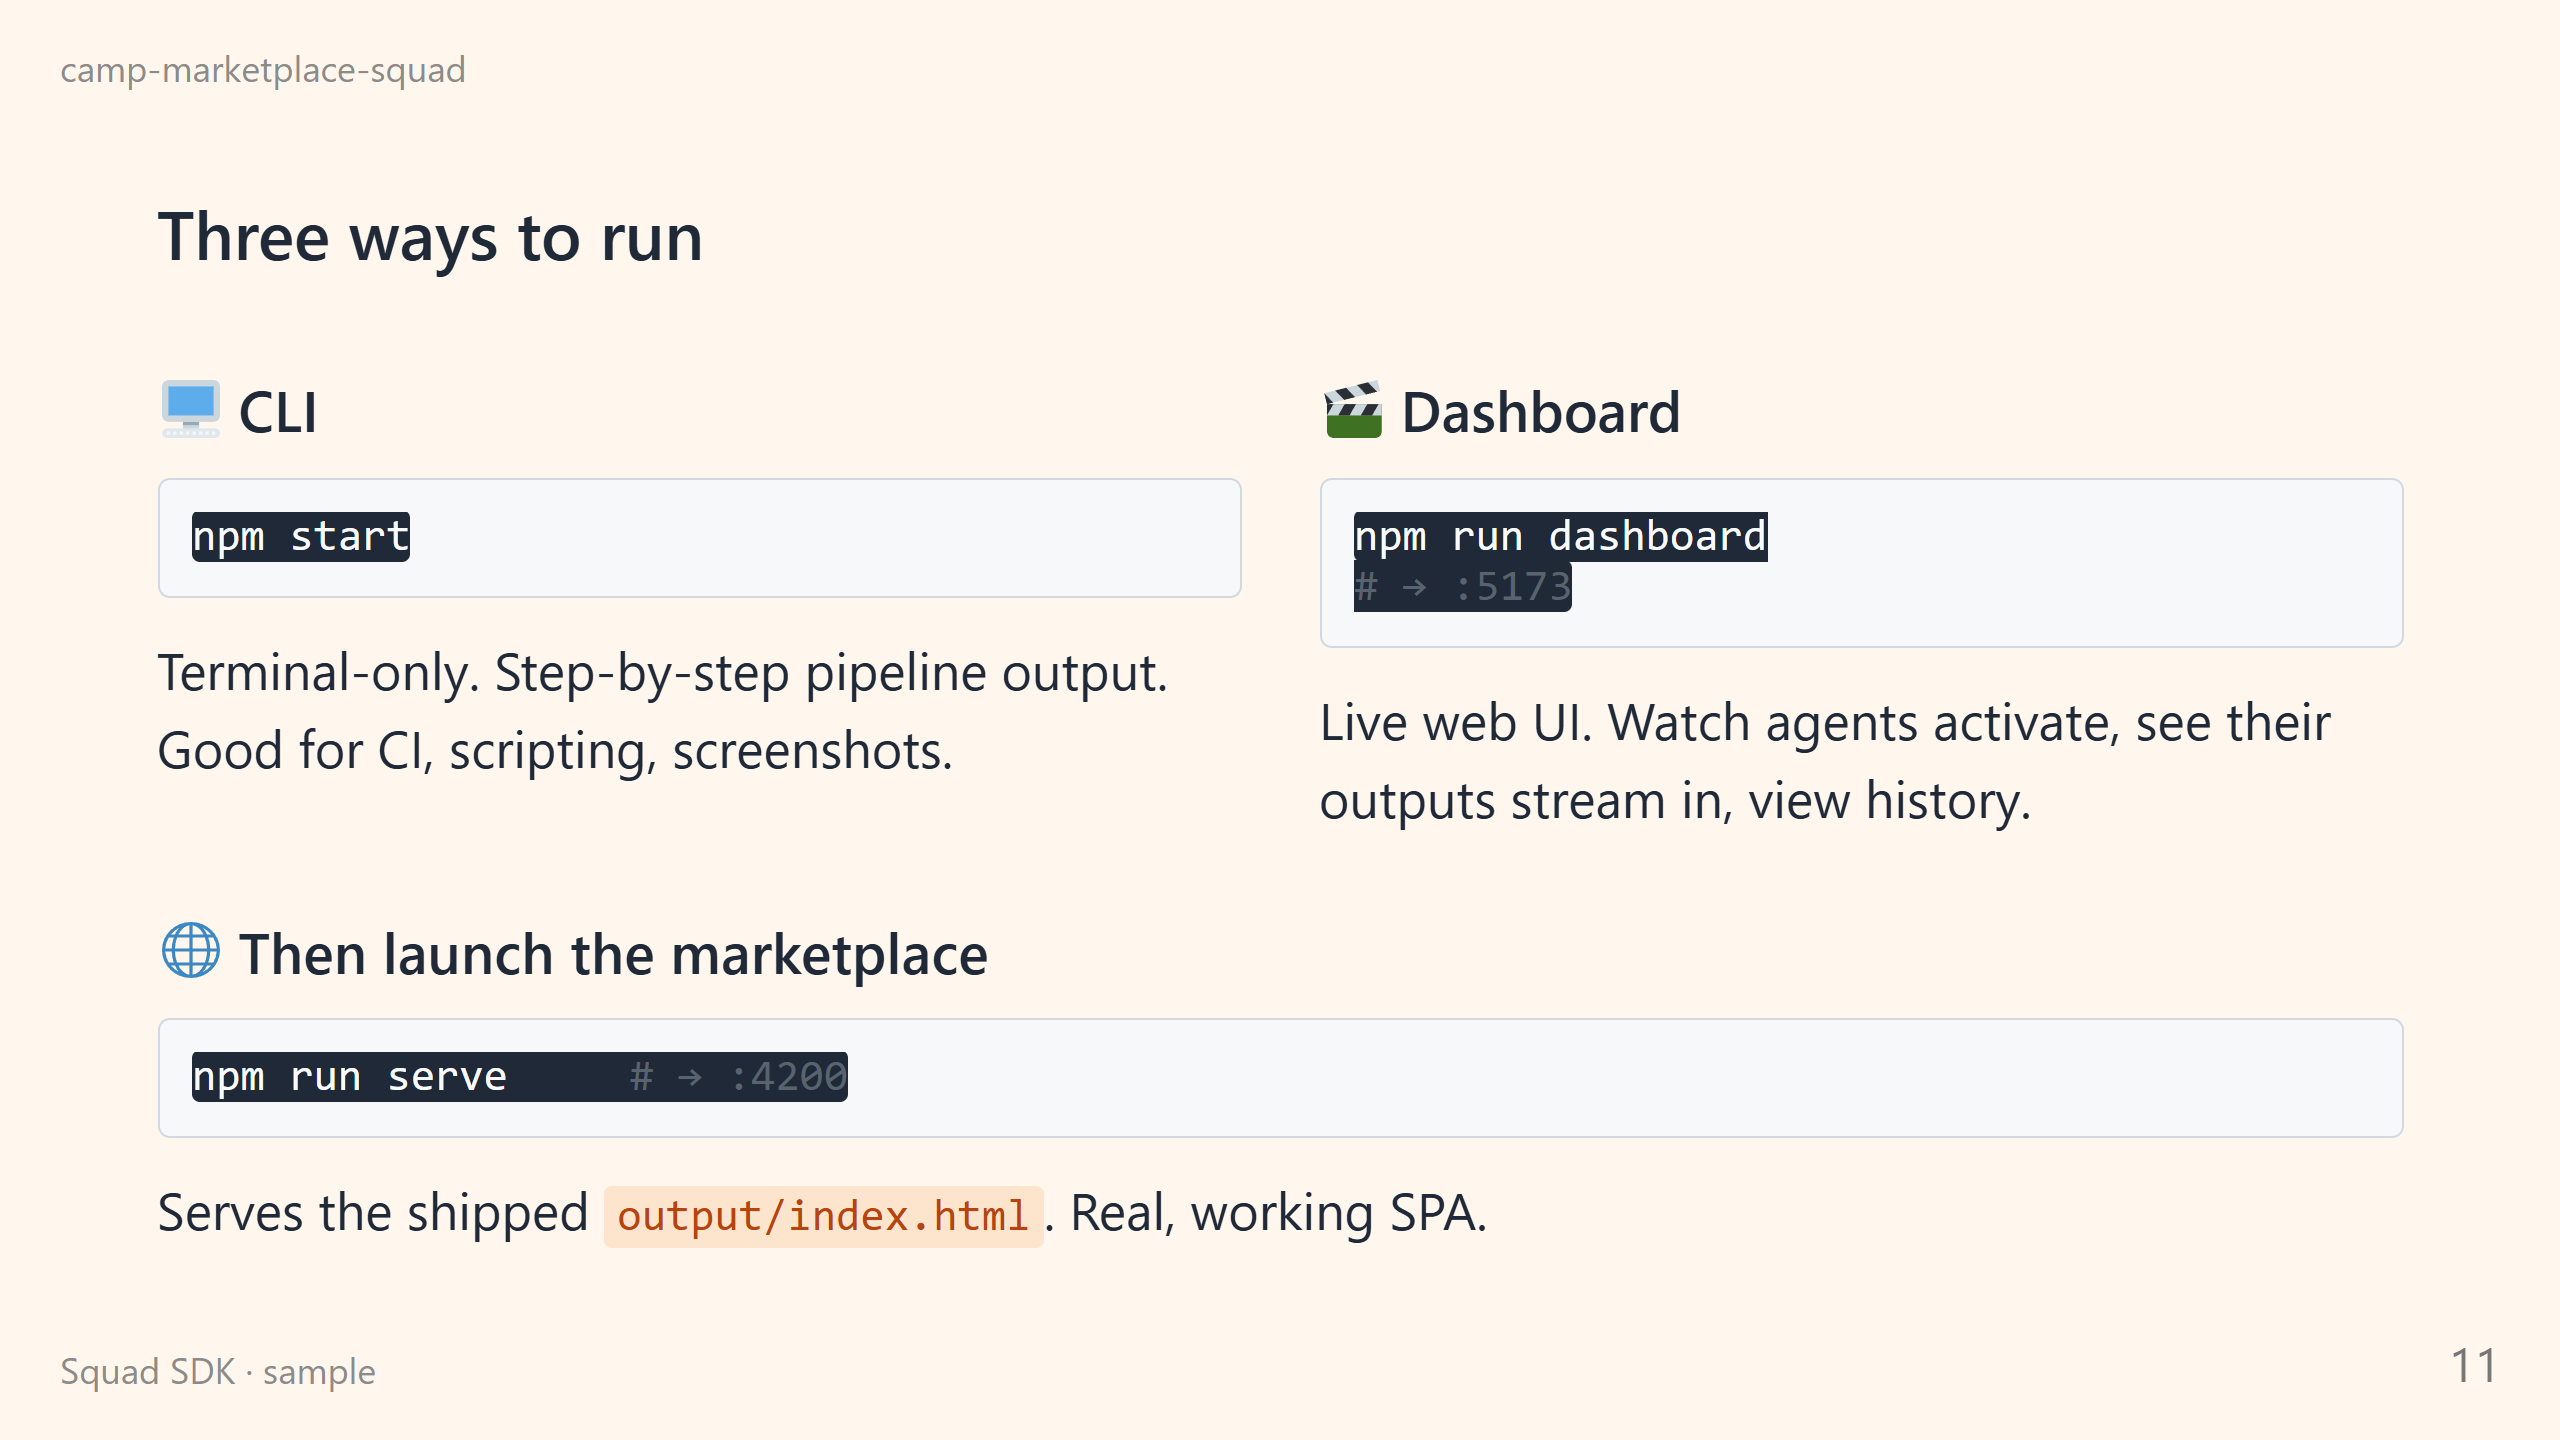 camp-marketplace-squad
Three ways to run
CLI
npm start
Terminal-only. Step-by-step pipeline output.
Good for CI, scripting, screenshots.
Dashboard
npm run dashboard
# → :5173
Live web UI. Watch agents activate, see their
outputs stream in, view history.
Then launch the marketplace
npm run serve     # → :4200
Serves the shipped output/index.html. Real, working SPA.
Squad SDK · sample
11